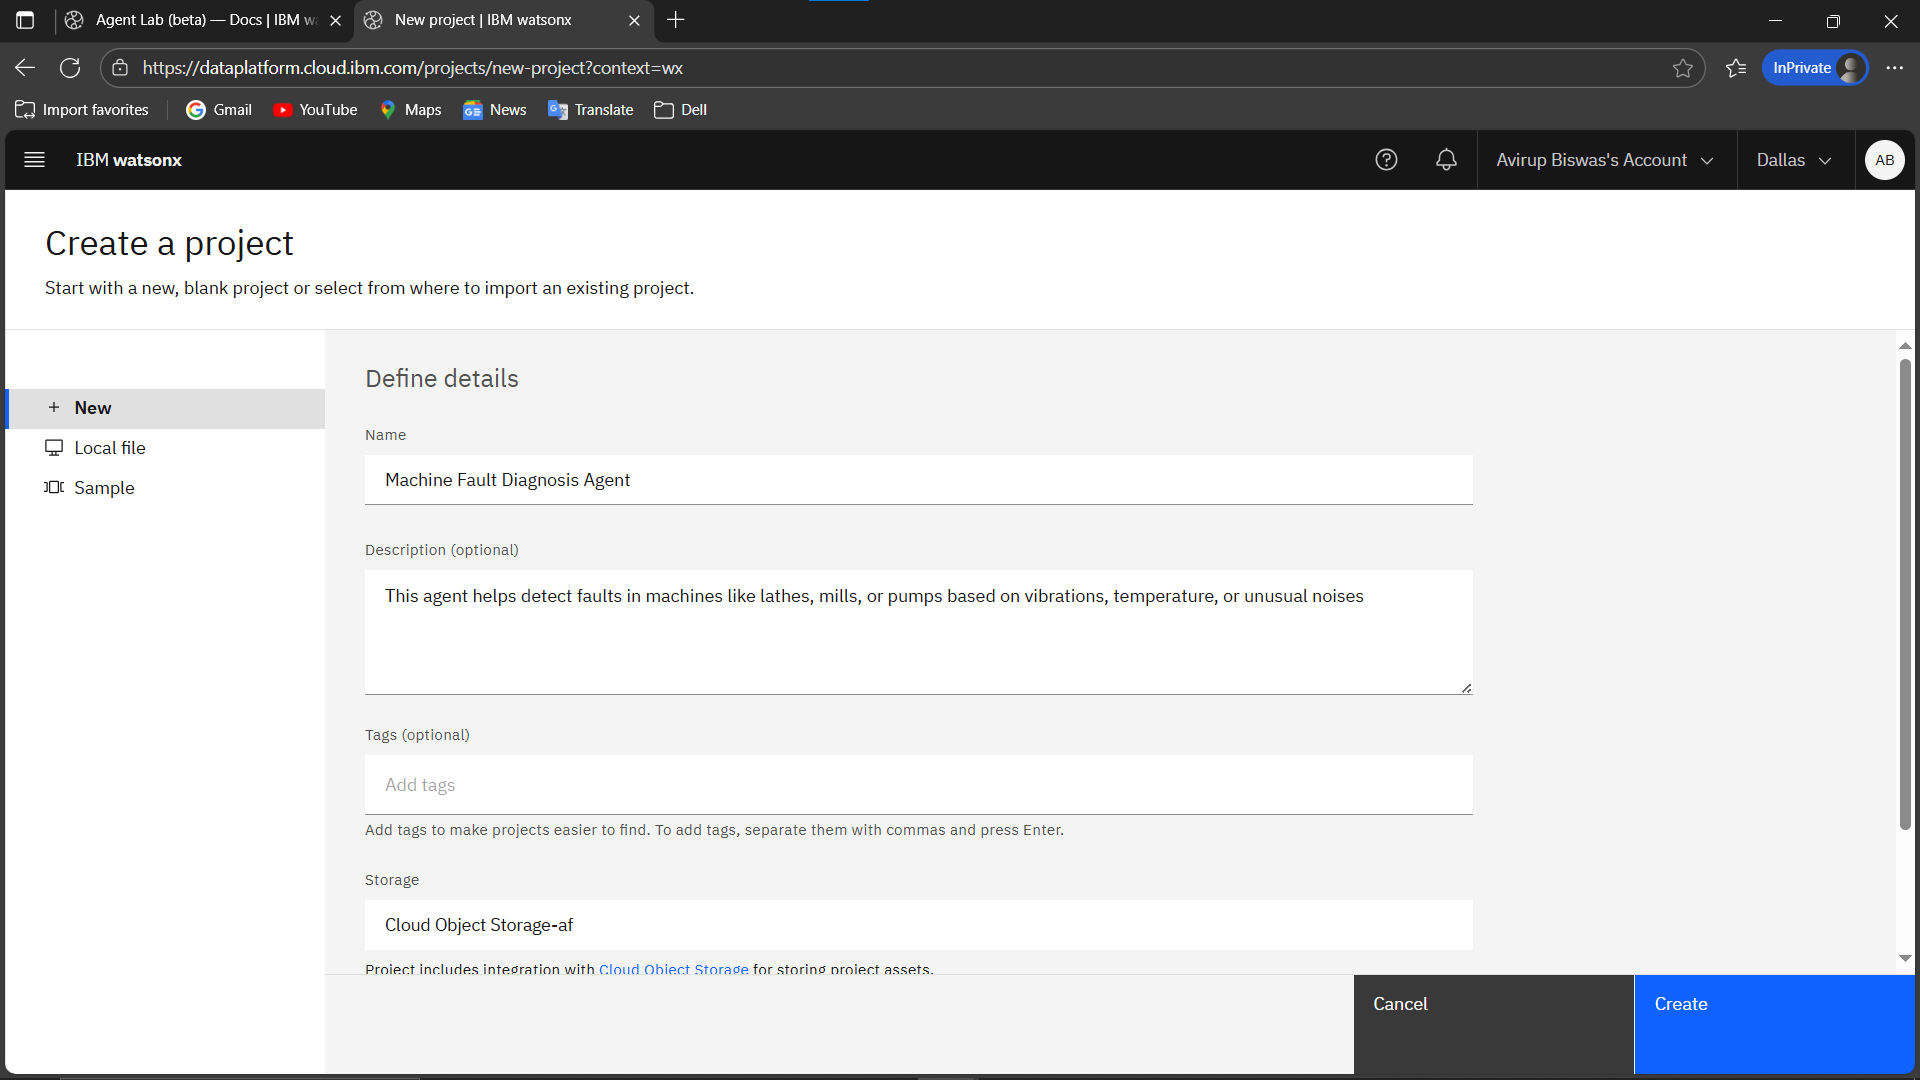 Agent Lab (beta) — Docs | IBM w
New project | IBM watsonx
https://dataplatform.cloud.ibm.com/projects/new-project?context=wx
InPrivate
Import favorites
Gmail
YouTube
Maps
News
Translate
Dell
IBM watsonx
Avirup Biswas's Account
Dallas
AB
Create a project
Start with a new, blank project or select from where to import an existing project.
New
Local file
Sample
Define details
Name
Machine Fault Diagnosis Agent
Description (optional)
This agent helps detect faults in machines like lathes, mills, or pumps based on vibrations, temperature, or unusual noises
Tags (optional)
Add tags
Add tags to make projects easier to find. To add tags, separate them with commas and press Enter.
Storage
Cloud Object Storage-af
Project includes integration with Cloud Object Storage for storing project assets.
Cancel
Create